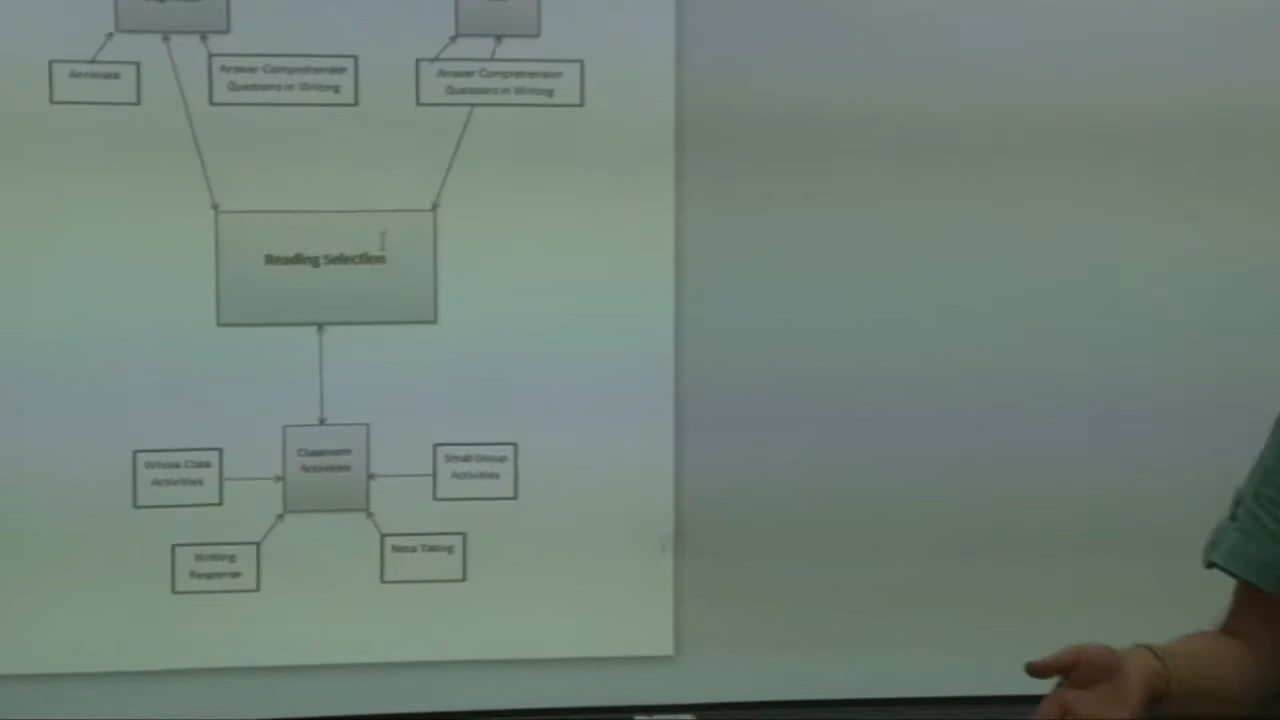 Annotate
Answer Comprehension
Questions in Writing
Answer Comprehension
Questions in Writing
Reading Selection
Classroom
Activities
Whole Class
Activities
Small Group
Activities
Writing
Response
Note Taking